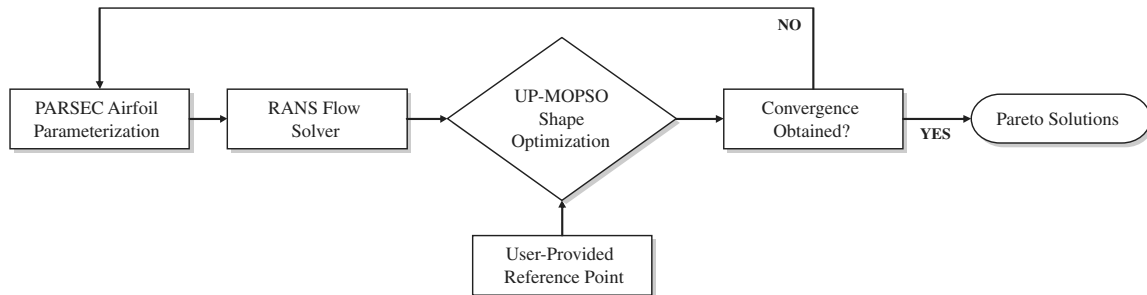 NO
PARSEC Airfoil
Parameterization
RANS Flow
Solver
UP-MOPSO
Shape
Optimization
Convergence
Obtained?
YES
Pareto Solutions
User-Provided
Reference Point